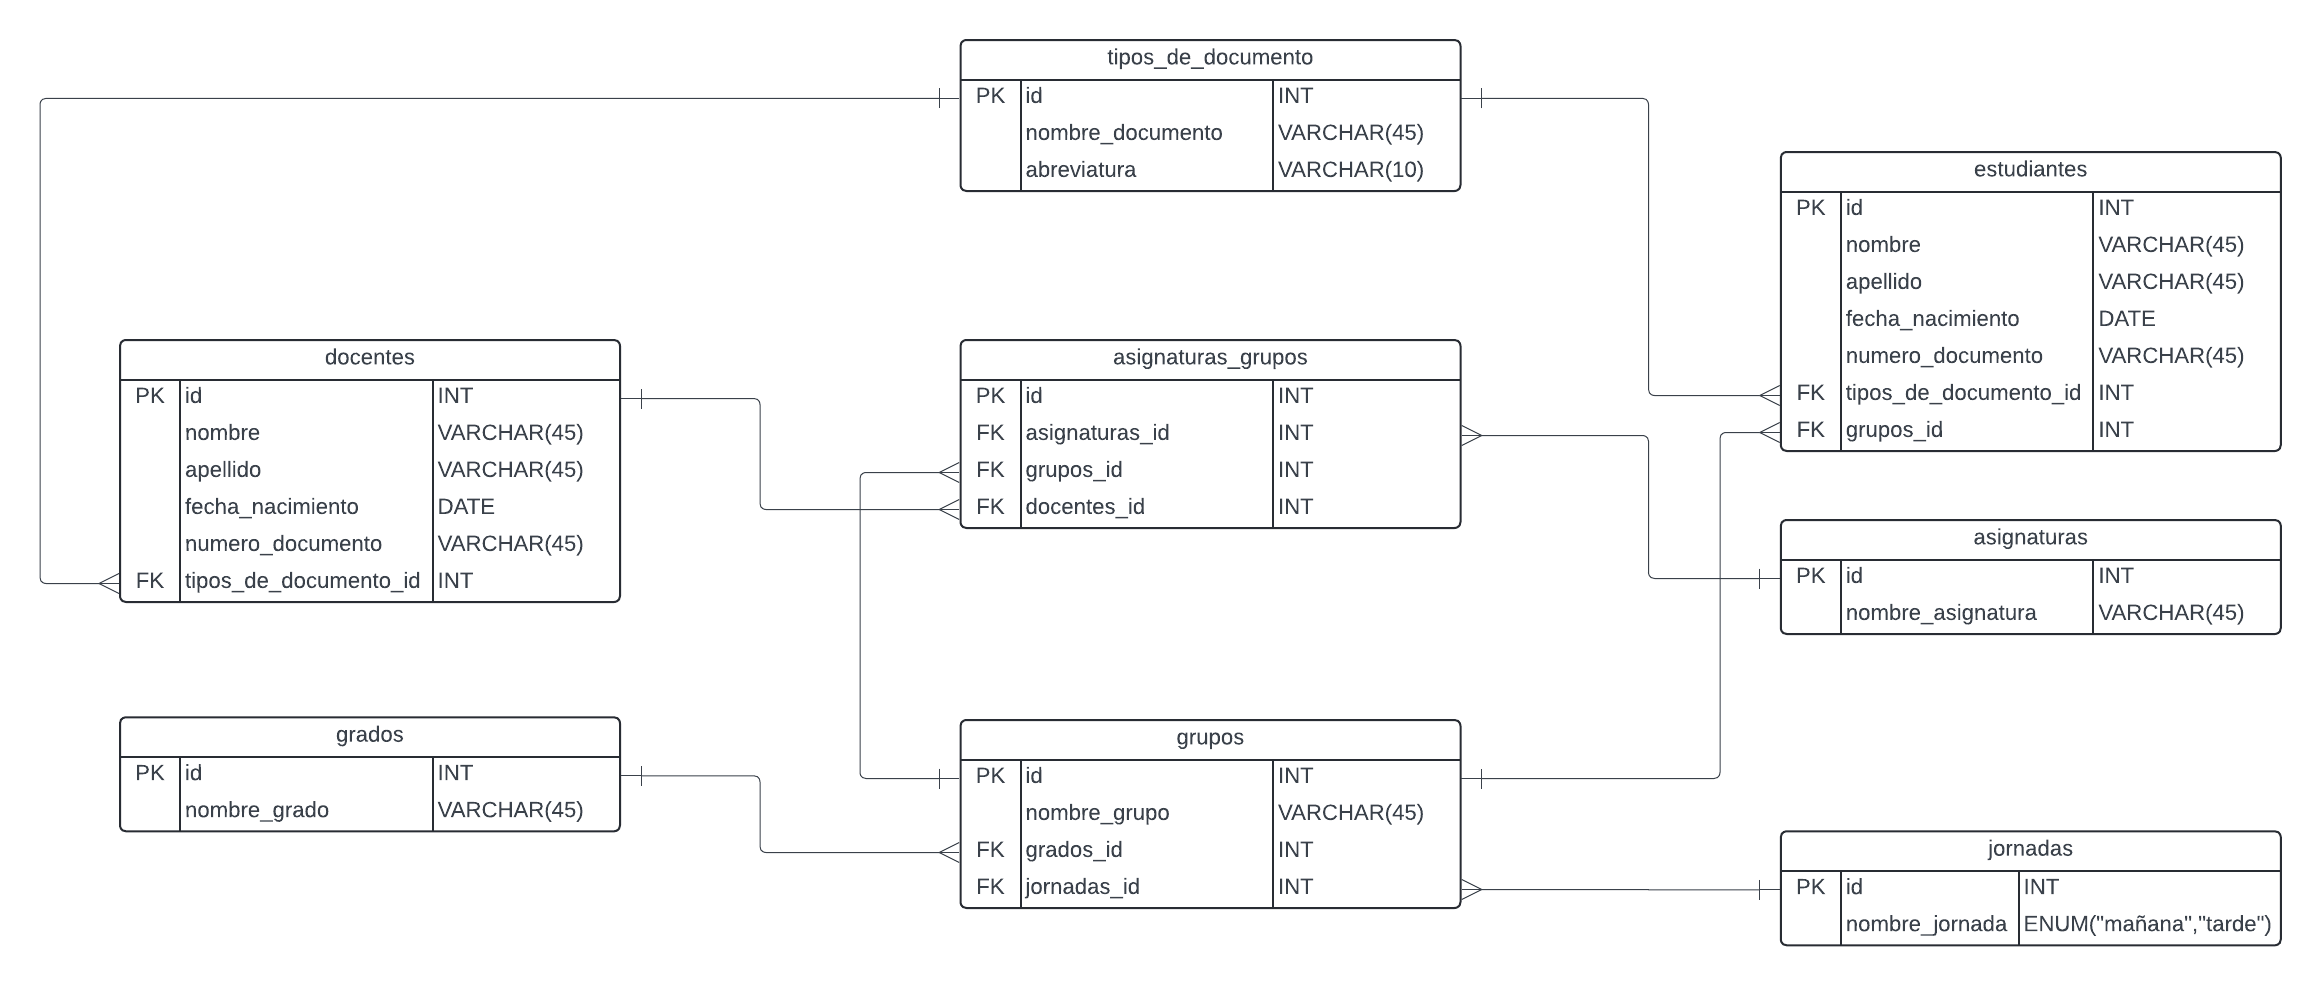 tipos_de_documento
PK id INT
nombre_documento VARCHAR(45)
abreviatura VARCHAR(10)
estudiantes
PK id INT
nombre VARCHAR(45)
apellido VARCHAR(45)
fecha_nacimiento DATE
numero_documento VARCHAR(45)
FK tipos_de_documento_id INT
FK grupos_id INT
docentes
PK id INT
nombre VARCHAR(45)
apellido VARCHAR(45)
fecha_nacimiento DATE
numero_documento VARCHAR(45)
FK tipos_de_documento_id INT
asignaturas_grupos
PK id INT
FK asignaturas_id INT
FK grupos_id INT
FK docentes_id INT
asignaturas
PK id INT
nombre_asignatura VARCHAR(45)
grados
PK id INT
nombre_grado VARCHAR(45)
grupos
PK id INT
nombre_grupo VARCHAR(45)
FK grados_id INT
FK jornadas_id INT
jornadas
PK id INT
nombre_jornada ENUM("mañana","tarde")